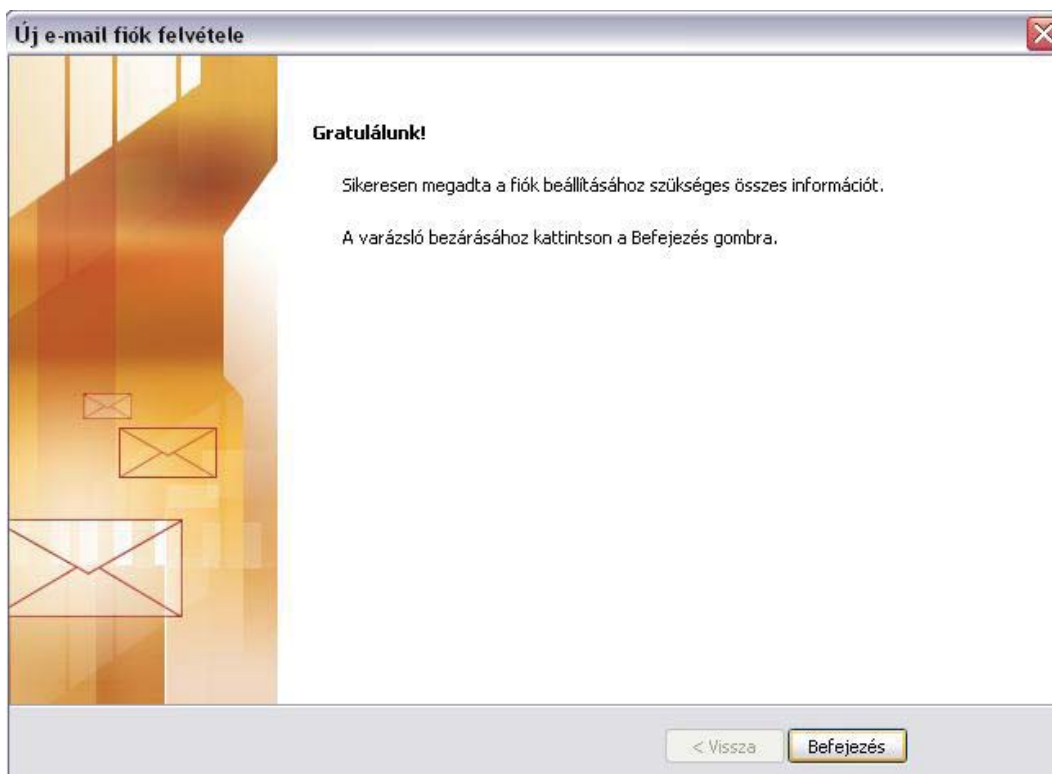 Új e-mail fiók felvétele
Gratulálunk!
Sikeresen megadta a fiók beállításához szükséges összes információt.
A varázsló bezárásához kattintson a Befejezés gombra.
< Vissza
Befejezés